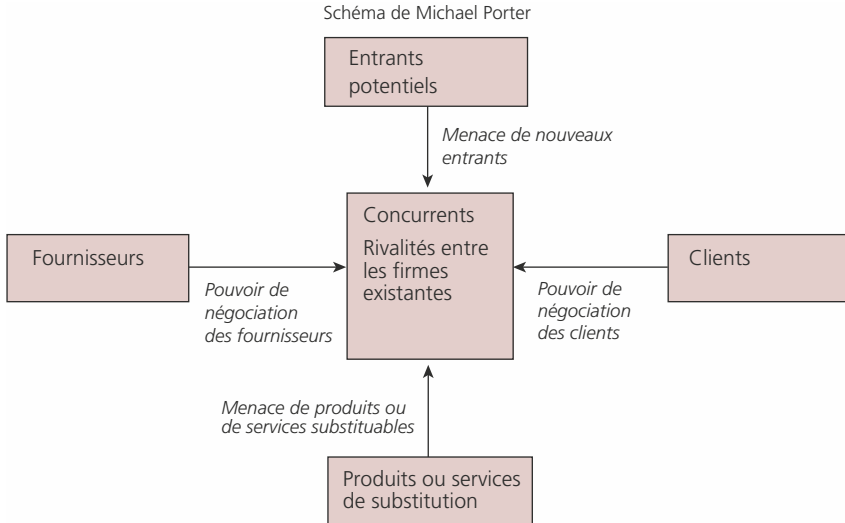 Schéma de Michael Porter
Entrants
potentiels
Menace de nouveaux
entrants
Concurrents
Rivalités entre
les firmes
existantes
Fournisseurs
Pouvoir de
négociation
des fournisseurs
Clients
Pouvoir de
négociation
des clients
Menace de produits ou
de services substituables
Produits ou services
de substitution